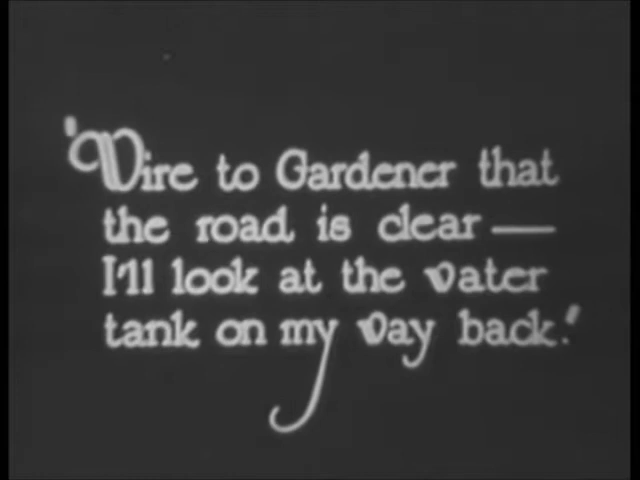 "Wire to Gardener that
the road is clear —
I'll look at the water
tank on my way back."